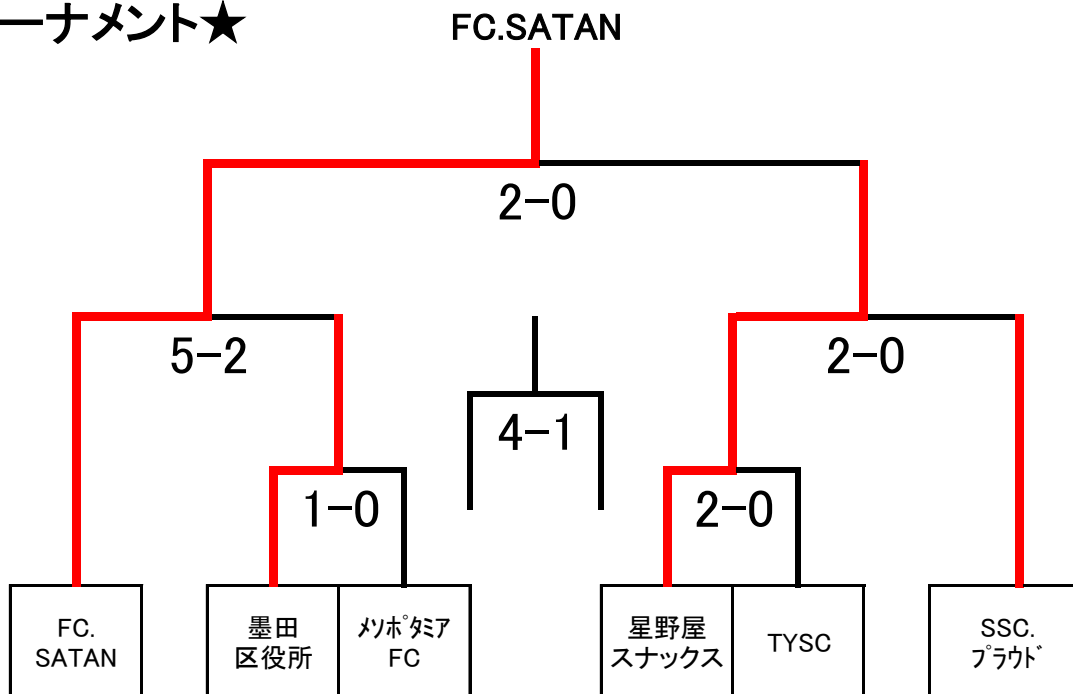 ーナメント★
FC.SATAN
2-0
5-2
2-0
4-1
1-0
2-0
FC.
SATAN
墨田
区役所
ﾒｿﾎﾟﾀﾐｱ
FC
星野屋
スナックス
TYSC
SSC.
ﾌﾟﾗｳﾄﾞ